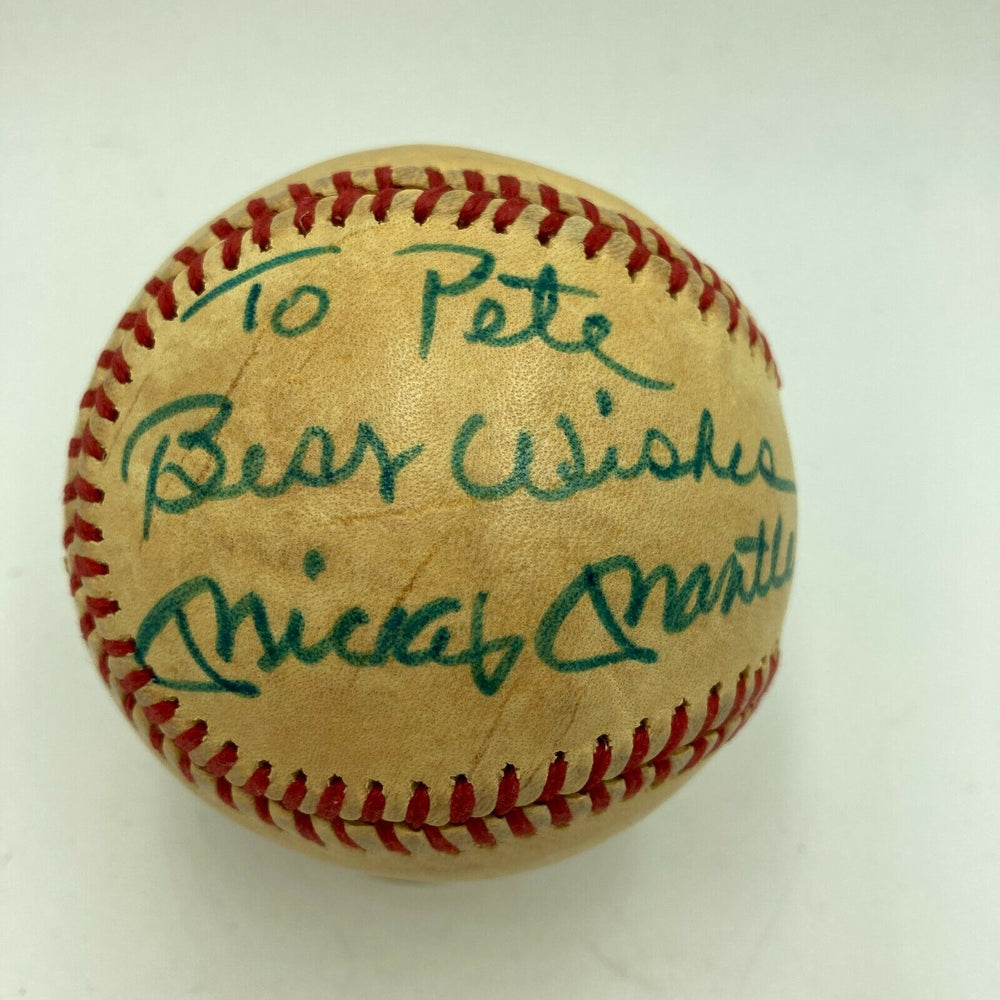 To Pete
Best Wishes
Mickey Mantle